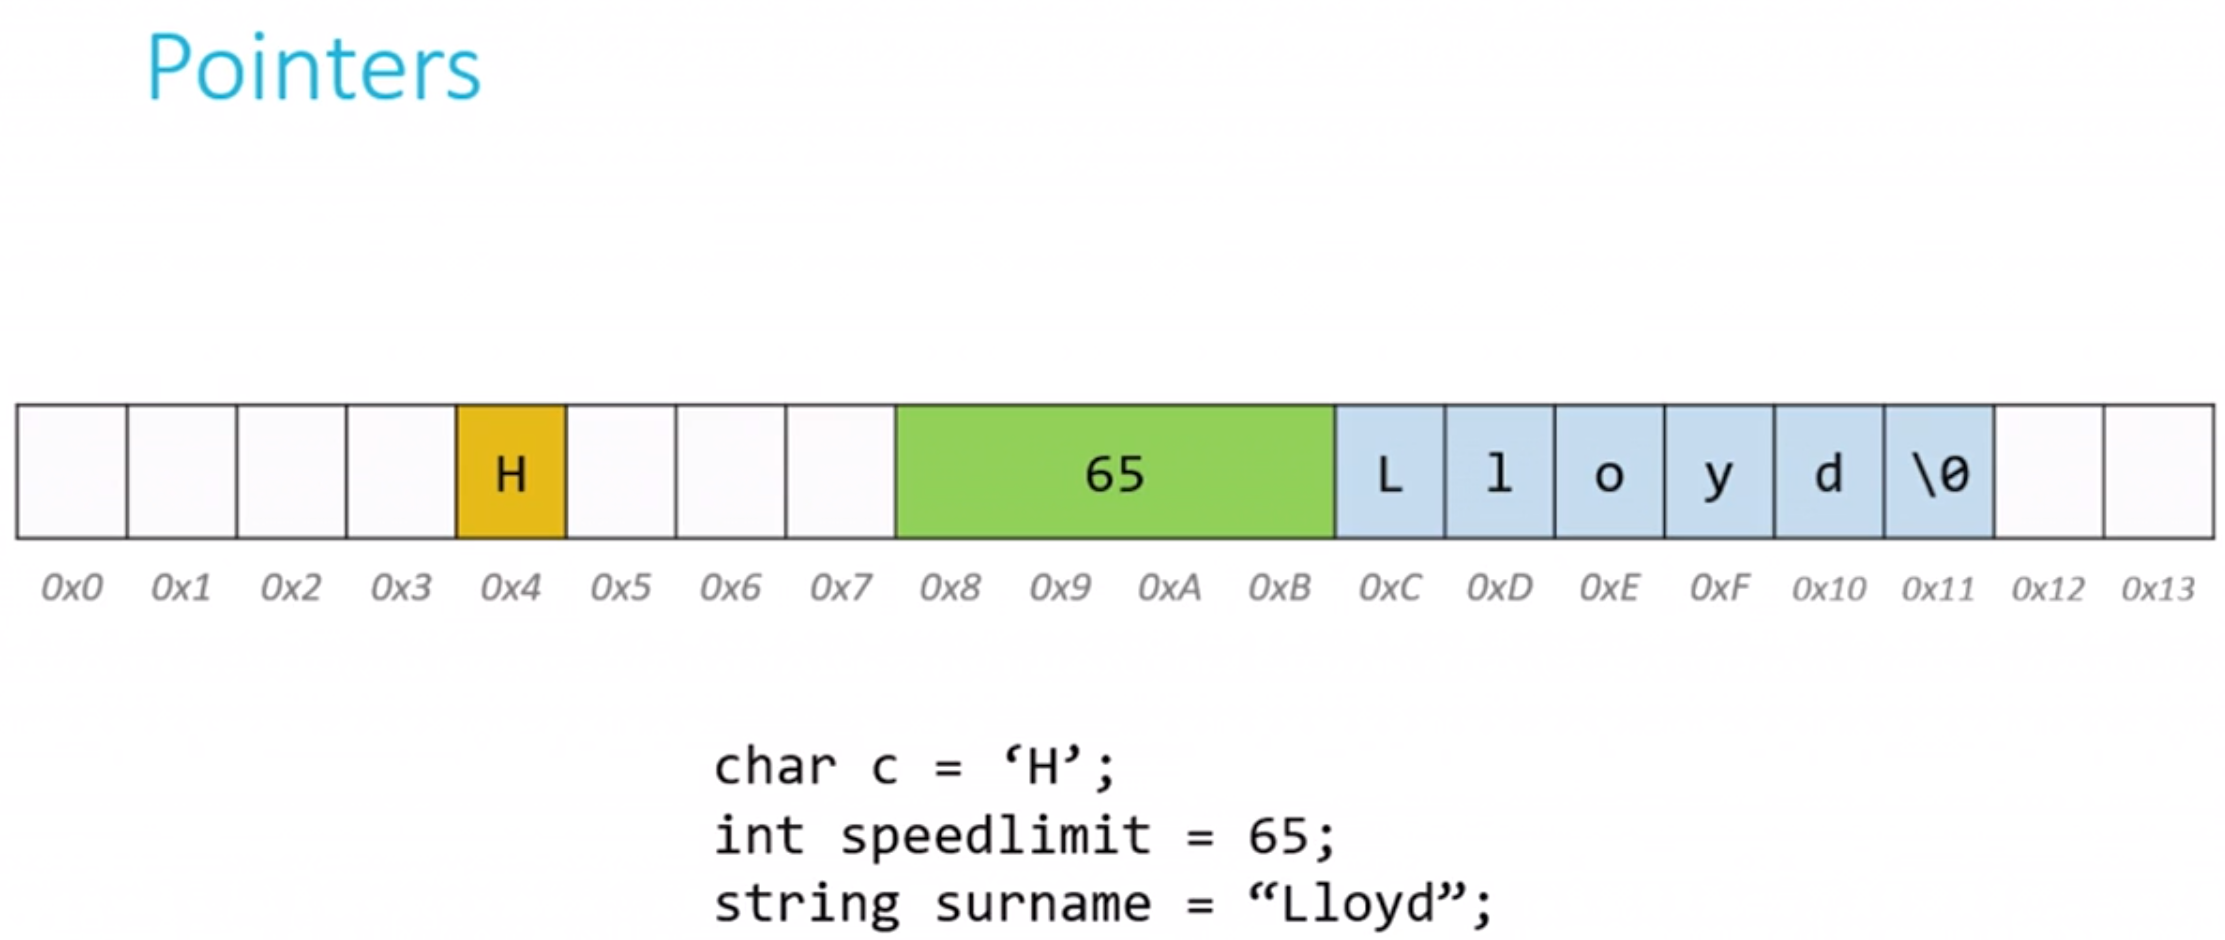 Pointers
H 65 L l o y d \0
0x0 0x1 0x2 0x3 0x4 0x5 0x6 0x7 0x8 0x9 0xA 0xB 0xC 0xD 0xE 0xF 0x10 0x11 0x12 0x13
char c = ‘H’;
int speedlimit = 65;
string surname = “Lloyd”;